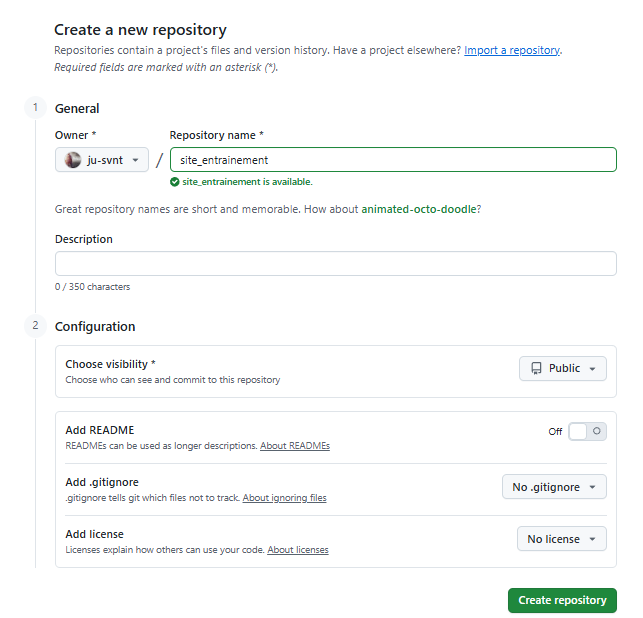 Create a new repository
Repositories contain a project's files and version history. Have a project elsewhere? Import a repository.
Required fields are marked with an asterisk (*).
1 General
Owner * Repository name *
ju-svnt / site_entrainement
site_entrainement is available.
Great repository names are short and memorable. How about animated-octo-doodle?
Description
0 / 350 characters
2 Configuration
Choose visibility * Public
Choose who can see and commit to this repository
Add README Off
READMEs can be used as longer descriptions. About READMEs
Add .gitignore No .gitignore
.gitignore tells git which files not to track. About ignoring files
Add license No license
Licenses explain how others can use your code. About licenses
Create repository